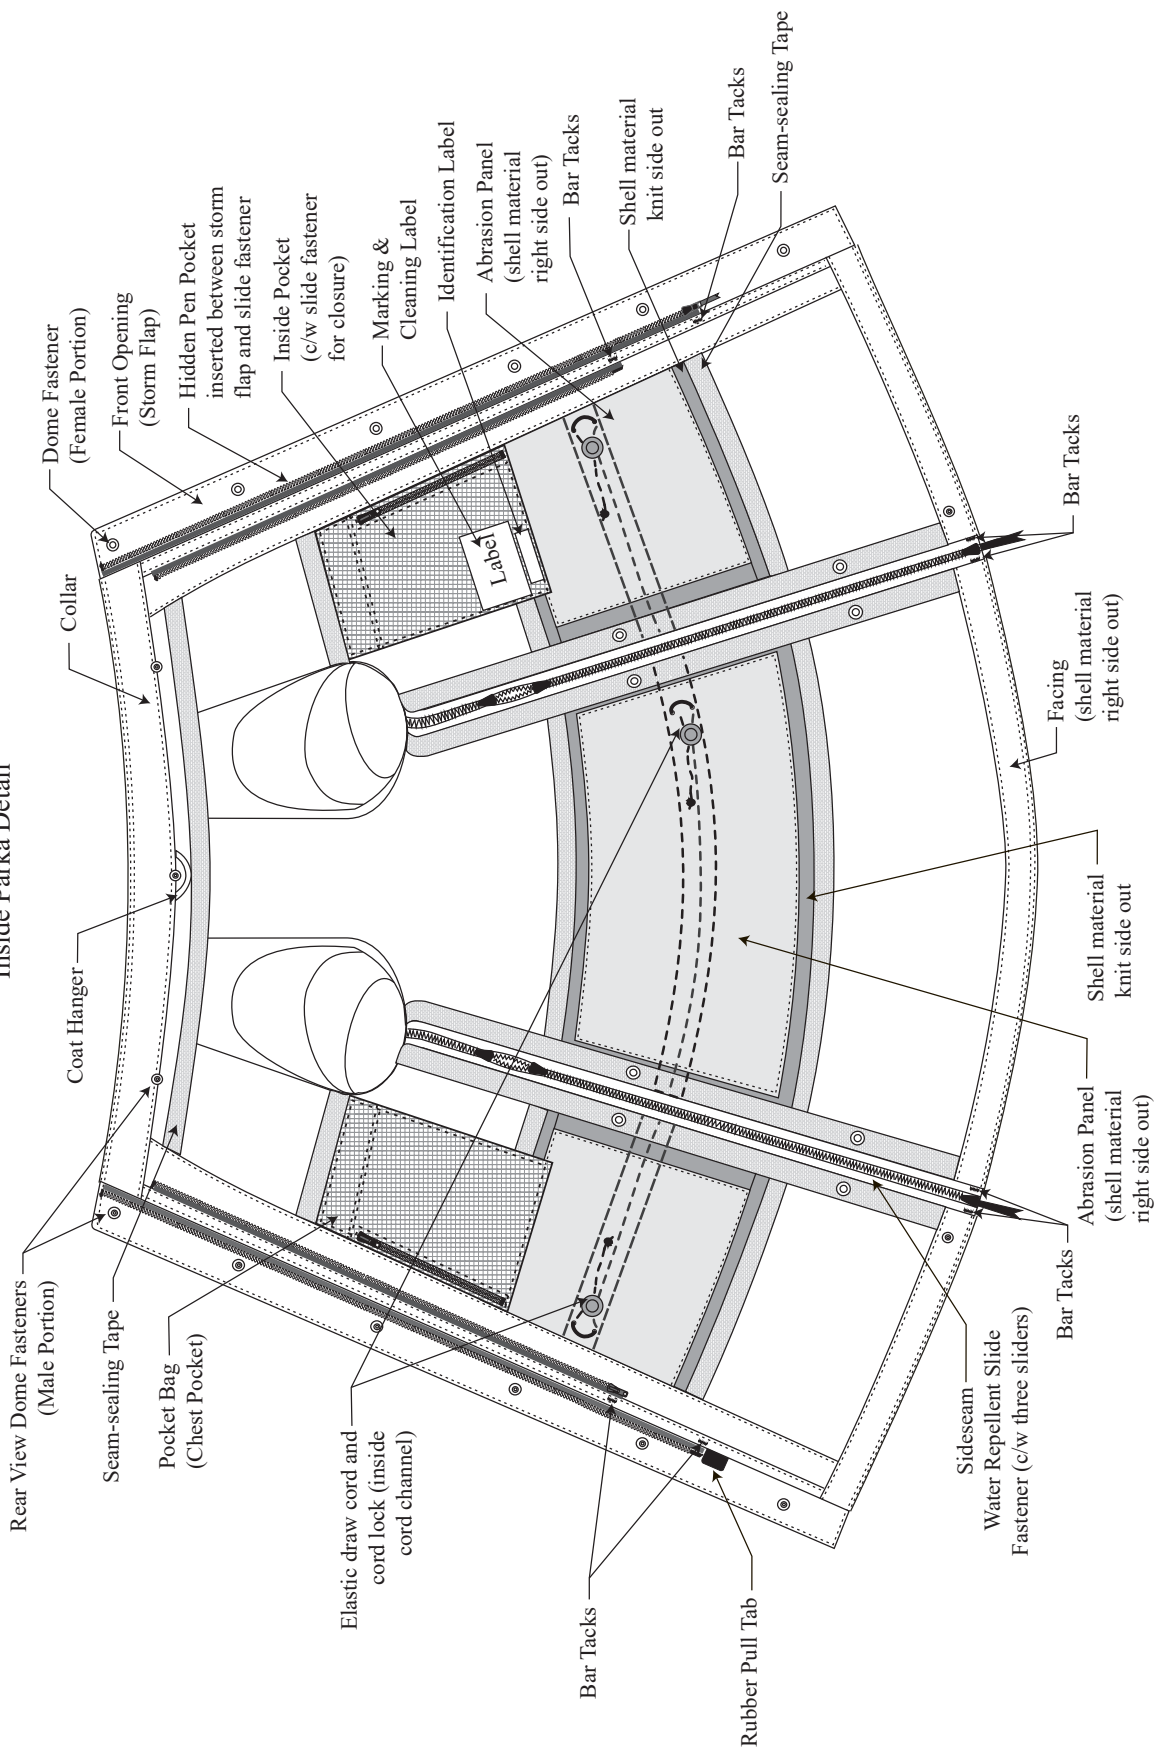 Inside Parka Detail
Rear View Dome Fasteners
(Male Portion)
Seam-sealing Tape
Pocket Bag
(Chest Pocket)
Elastic draw cord and
cord lock (inside
cord channel)
Bar Tacks
Rubber Pull Tab
Coat Hanger
Collar
Dome Fastener
(Female Portion)
Front Opening
(Storm Flap)
Hidden Pen Pocket
inserted between storm
flap and slide fastener
Inside Pocket
(c/w slide fastener
for closure)
Marking &
Cleaning Label
Identification Label
Abrasion Panel
(shell material
right side out)
Bar Tacks
Shell material
knit side out
Bar Tacks
Seam-sealing Tape
Label
Sideseam
Water Repellent Slide
Fastener (c/w three sliders)
Bar Tacks
Abrasion Panel
(shell material
right side out)
Shell material
knit side out
Facing
(shell material
right side out)
Bar Tacks